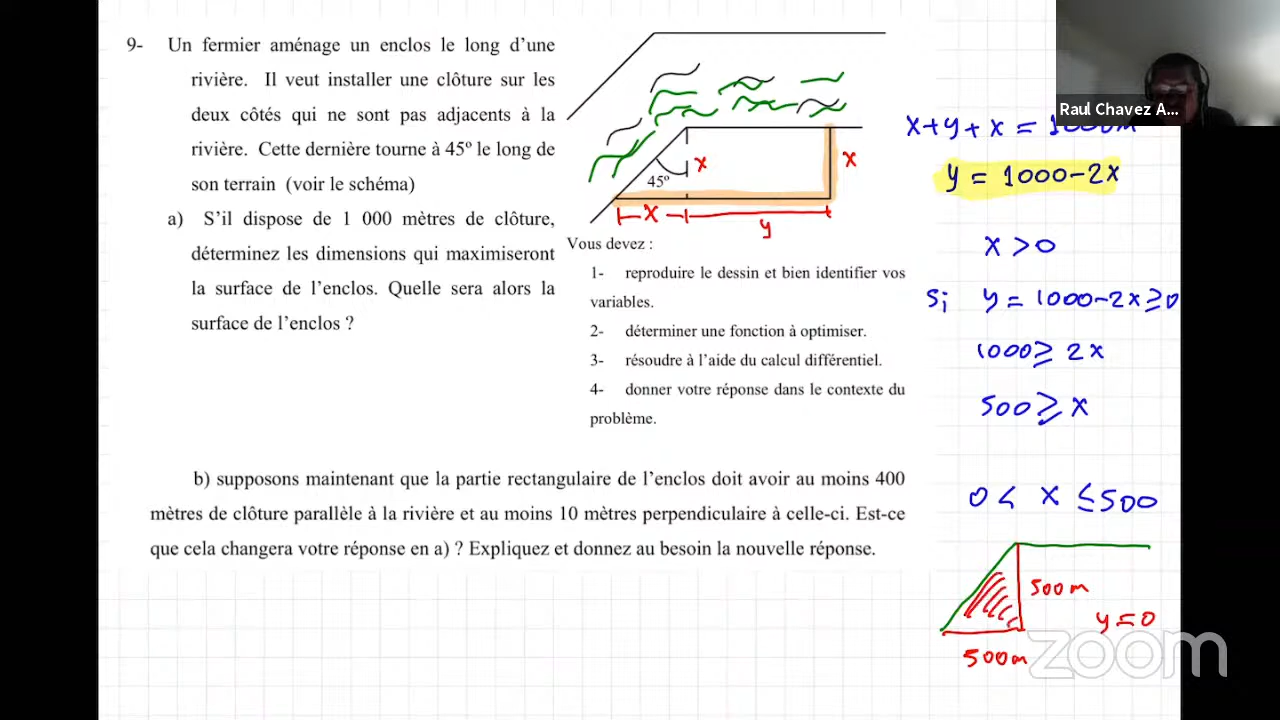 9- Un fermier aménage un enclos le long d'une
rivière. Il veut installer une clôture sur les
deux côtés qui ne sont pas adjacents à la
rivière. Cette dernière tourne à 45º le long de
son terrain (voir le schéma)
a) S'il dispose de 1 000 mètres de clôture,
déterminez les dimensions qui maximiseront
la surface de l'enclos. Quelle sera alors la
surface de l'enclos ?
45º
x
x
x
y
Vous devez :
1- reproduire le dessin et bien identifier vos
variables.
2- déterminer une fonction à optimiser.
3- résoudre à l'aide du calcul différentiel.
4- donner votre réponse dans le contexte du
problème.
b) supposons maintenant que la partie rectangulaire de l'enclos doit avoir au moins 400
mètres de clôture parallèle à la rivière et au moins 10 mètres perpendiculaire à celle-ci. Est-ce
que cela changera votre réponse en a) ? Expliquez et donnez au besoin la nouvelle réponse.
Raul Chavez A...
x+y+x = 1000m
y = 1000-2x
x > 0
Si y = 1000-2x ≥ 0
1000 ≥ 2x
500 ≥ x
0 < x ≤ 500
500m
y = 0
500m
zoom